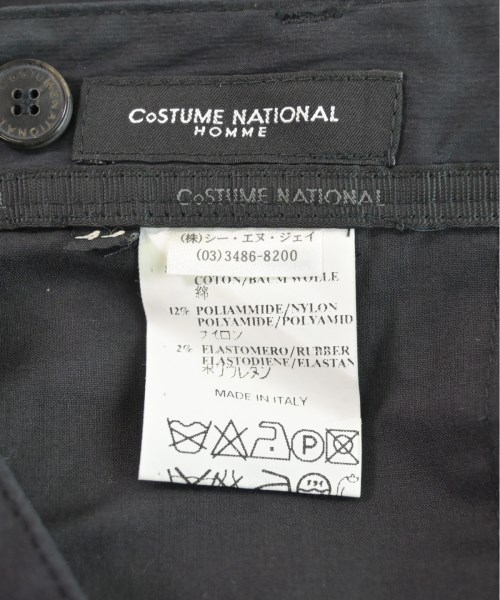 CoSTUME NATIONAL
HOMME
CoSTUME NATIONAL
(株)シー・エヌ・ジェイ
(03)3486-8200
COTON/BAUMWOLLE
綿
12% POLIAMMIDE/NYLON
POLYAMIDE/POLYAMID
ナイロン
2% ELASTOMERO/RUBBER
ELASTODIENE/ELASTAN
ポリウレタン
MADE IN ITALY
P